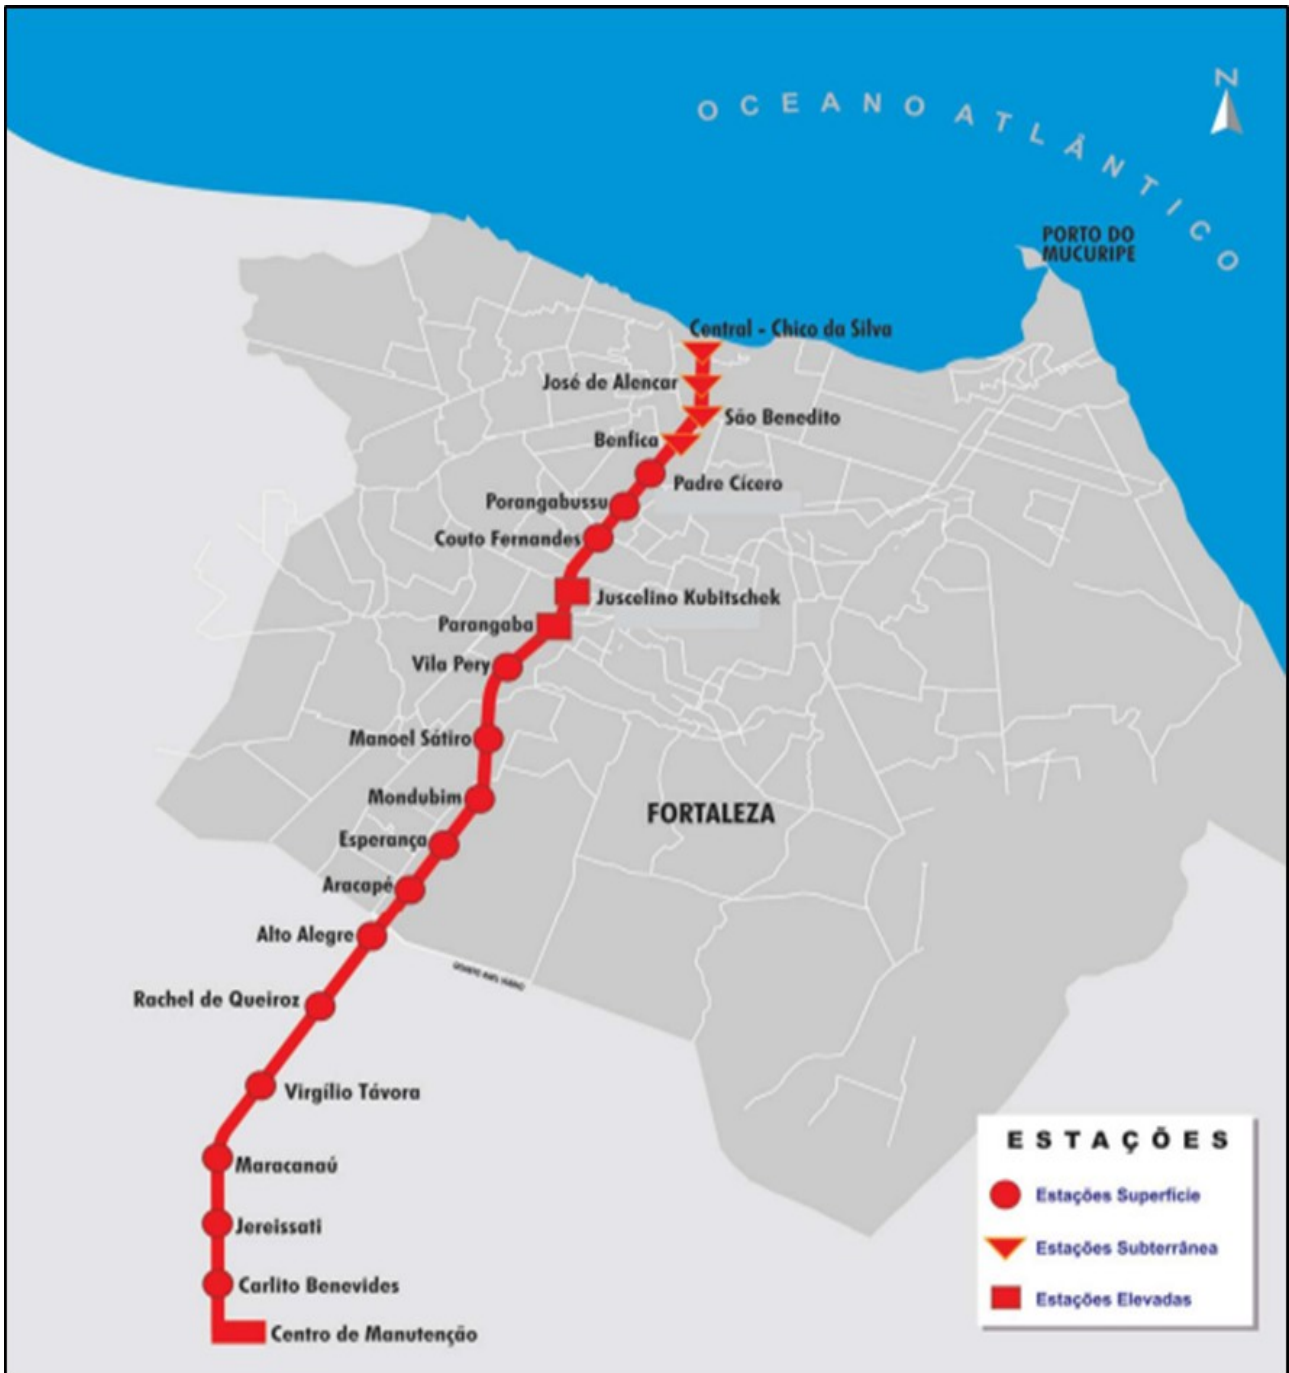 N
OCEANO ATLÂNTICO
PORTO DO
MUCURIPE
Central - Chico da Silva
José de Alencar
São Benedito
Benfica
Padre Cícero
Porangabussu
Couto Fernandes
Juscelino Kubitschek
Parangaba
Vila Pery
Manoel Sátiro
Mondubim
FORTALEZA
Esperança
Aracapé
Alto Alegre
Rachel de Queiroz
Virgílio Távora
Maracanaú
Jereissati
Carlito Benevides
Centro de Manutenção
ESTAÇÕES
Estações Superfície
Estações Subterrânea
Estações Elevadas